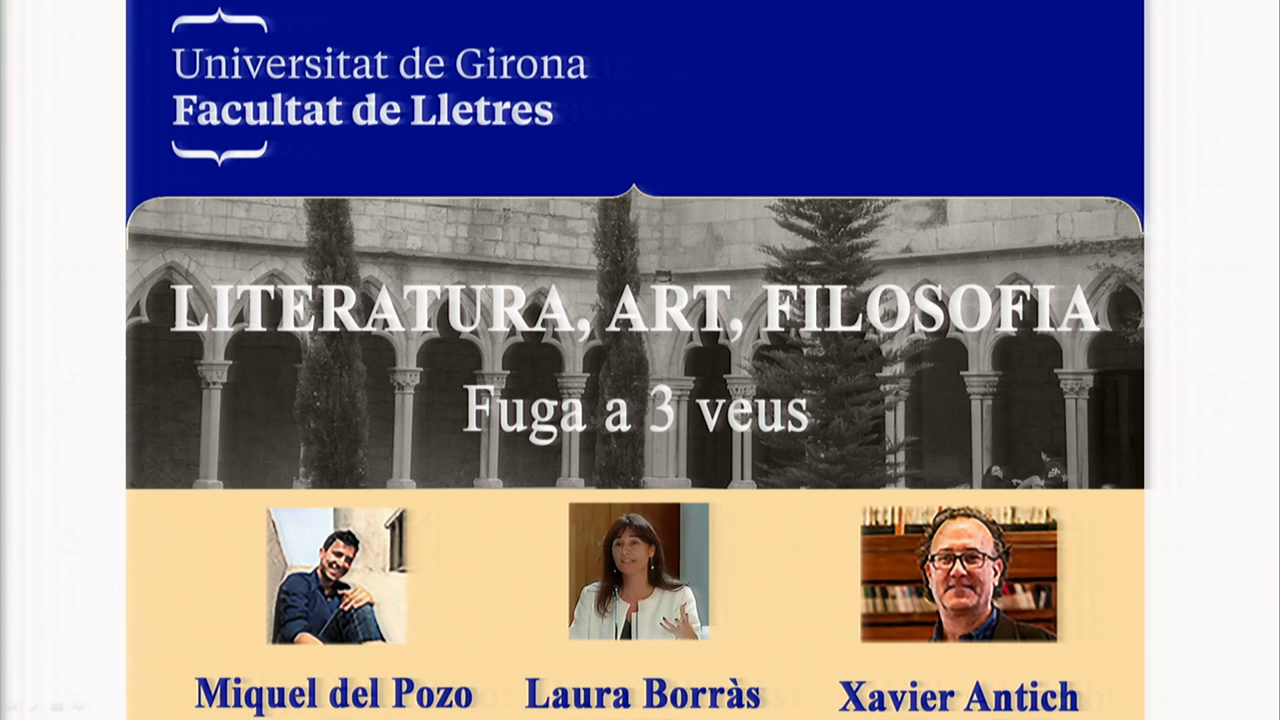 Universitat de Girona
Facultat de Lletres
LITERATURA, ART, FILOSOFIA
Fuga a 3 veus
Miquel del Pozo
Laura Borràs
Xavier Antich